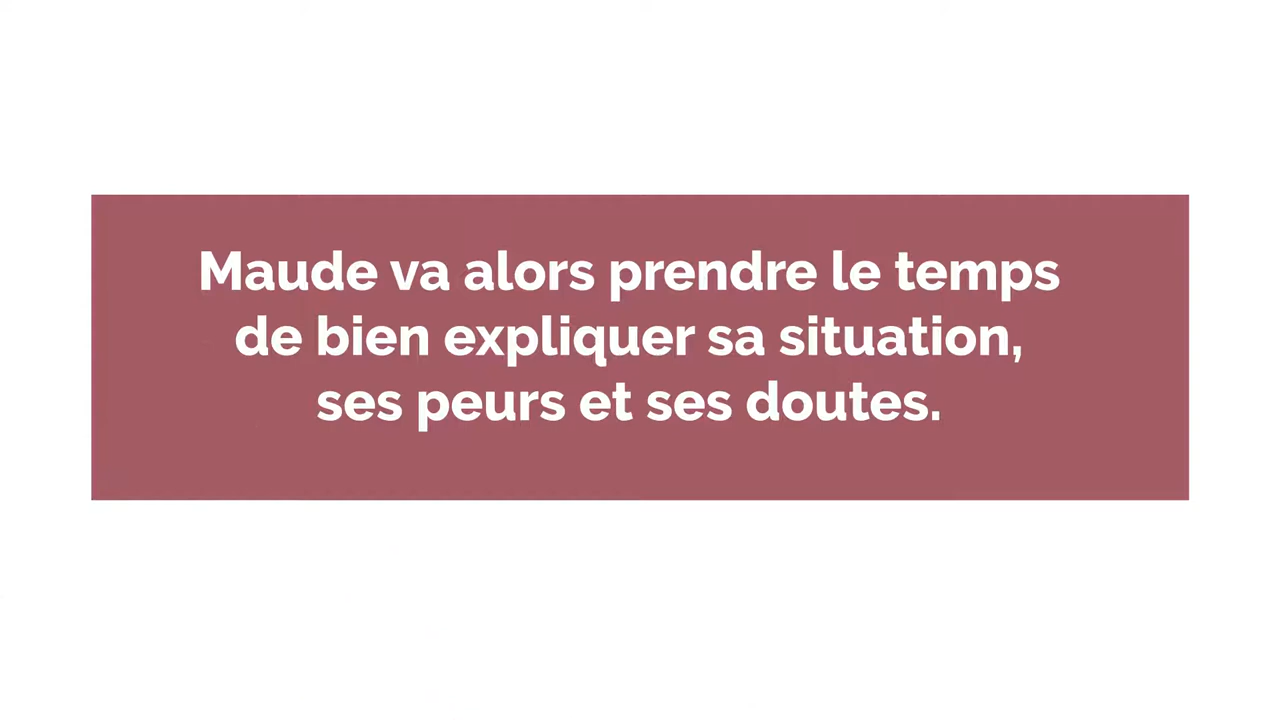 Maude va alors prendre le temps
de bien expliquer sa situation,
ses peurs et ses doutes.